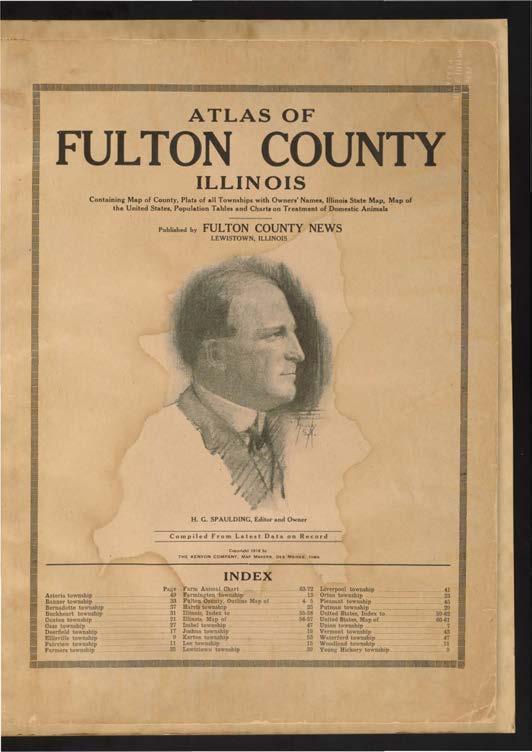 ATLAS OF
FULTON COUNTY
ILLINOIS
Containing Map of County, Plats of all Townships with Owners' Names, Illinois State Map, Map of
the United States, Population Tables and Charts on Treatment of Domestic Animals
Published by FULTON COUNTY NEWS
LEWISTOWN, ILLINOIS
H. G. SPAULDING, Editor and Owner
Compiled From Latest Data on Record
Copyright by
THE KENYON COMPANY, MAP MAKERS, DES MOINES, IOWA
INDEX
Page
Astoria township 49
Banner township 33
Bernadotte township 37
Buckheart township 31
Canton township 21
Cass township 27
Deerfield township 17
Ellisville township 9
Fairview township 11
Farmers township 25
Farm Animal Chart 63-72
Farmington township 13
Fulton County, Outline Map of 4-5
Harris township 25
Illinois, Index to 55-58
Illinois, Map of 56-57
Isabel township 47
Joshua township 19
Kerton township 53
Lee township 15
Lewistown township 39
Liverpool township 41
Orion township 23
Pleasant township 45
Putman township 29
United States, Index to 59-62
United States, Map of 60-61
Union township 7
Vermont township 43
Waterford township 47
Woodland township 51
Young Hickory township